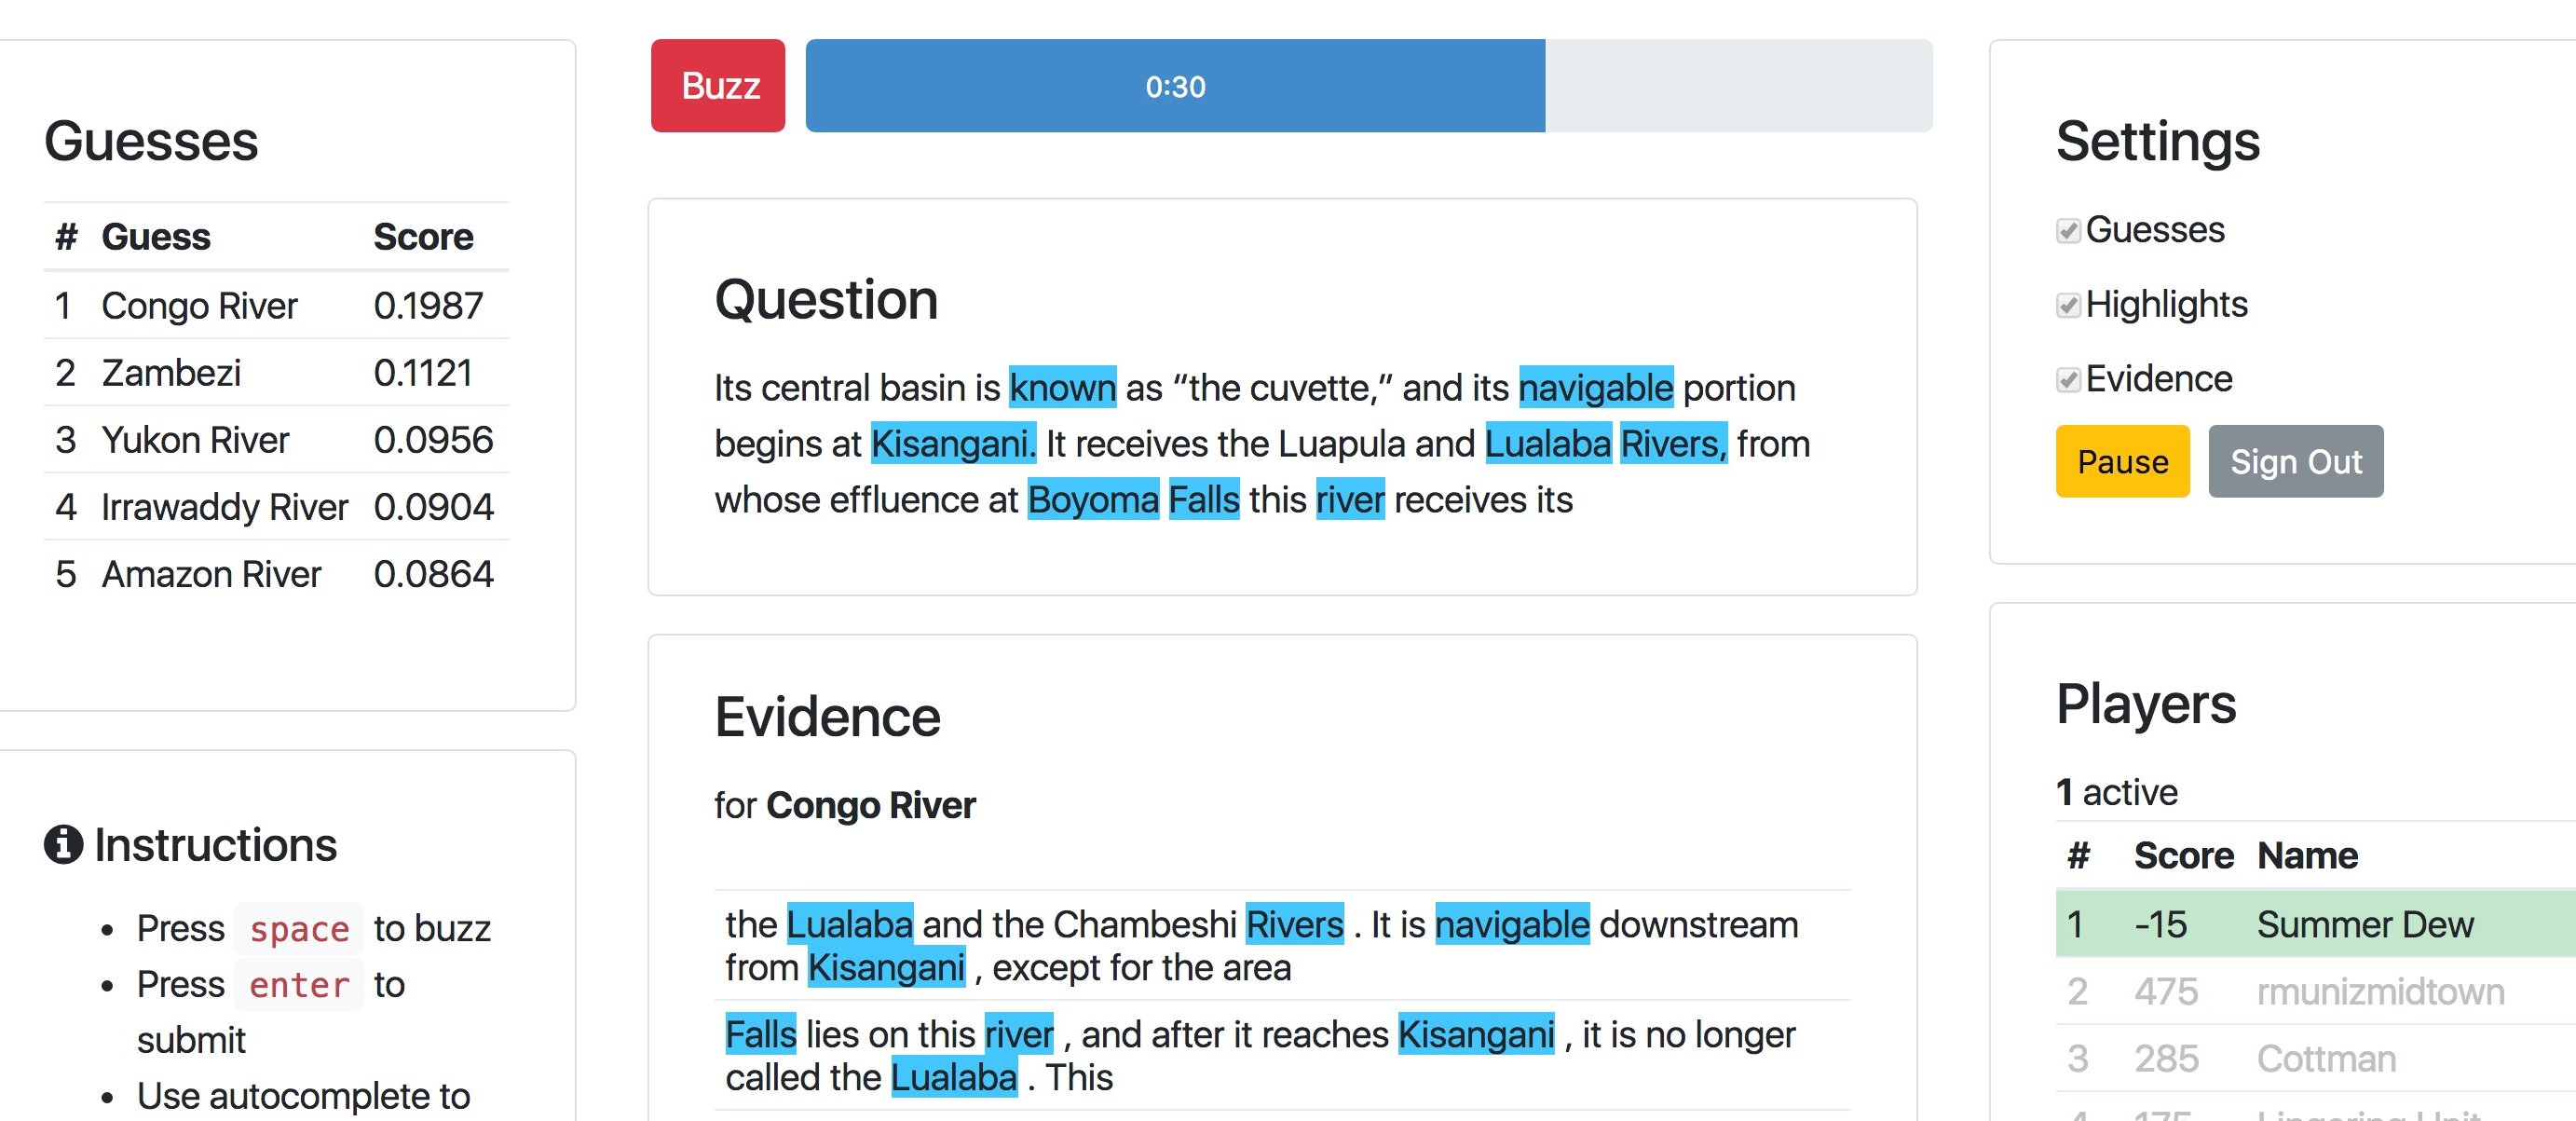 Guesses
# Guess Score
1 Congo River 0.1987
2 Zambezi 0.1121
3 Yukon River 0.0956
4 Irrawaddy River 0.0904
5 Amazon River 0.0864
Instructions
• Press space to buzz
• Press enter to
submit
• Use autocomplete to
Buzz
0:30
Question
Its central basin is known as “the cuvette,” and its navigable portion
begins at Kisangani. It receives the Luapula and Lualaba Rivers, from
whose effluence at Boyoma Falls this river receives its
Evidence
for Congo River
the Lualaba and the Chambeshi Rivers . It is navigable downstream
from Kisangani , except for the area
Falls lies on this river , and after it reaches Kisangani , it is no longer
called the Lualaba . This
Settings
Guesses
Highlights
Evidence
Pause Sign Out
Players
1 active
# Score Name
1 -15 Summer Dew
2 475 rmunizmidtown
3 285 Cottman
4 175 Lingering Unit